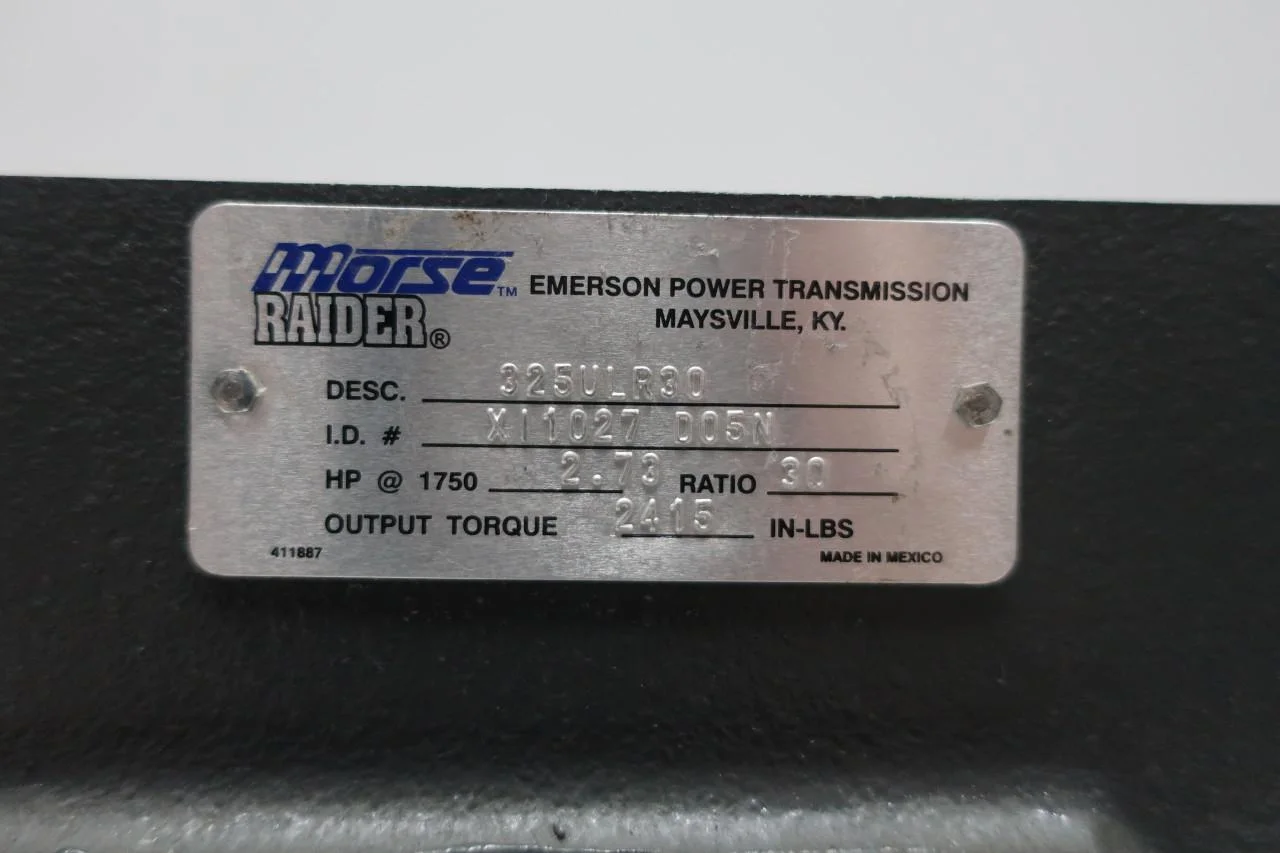 morse™ EMERSON POWER TRANSMISSION
RAIDER® MAYSVILLE, KY.
DESC. 325ULR30
I.D. # XI1027 D05N
HP @ 1750 2.73 RATIO 30
OUTPUT TORQUE 2415 IN-LBS
411887 MADE IN MEXICO